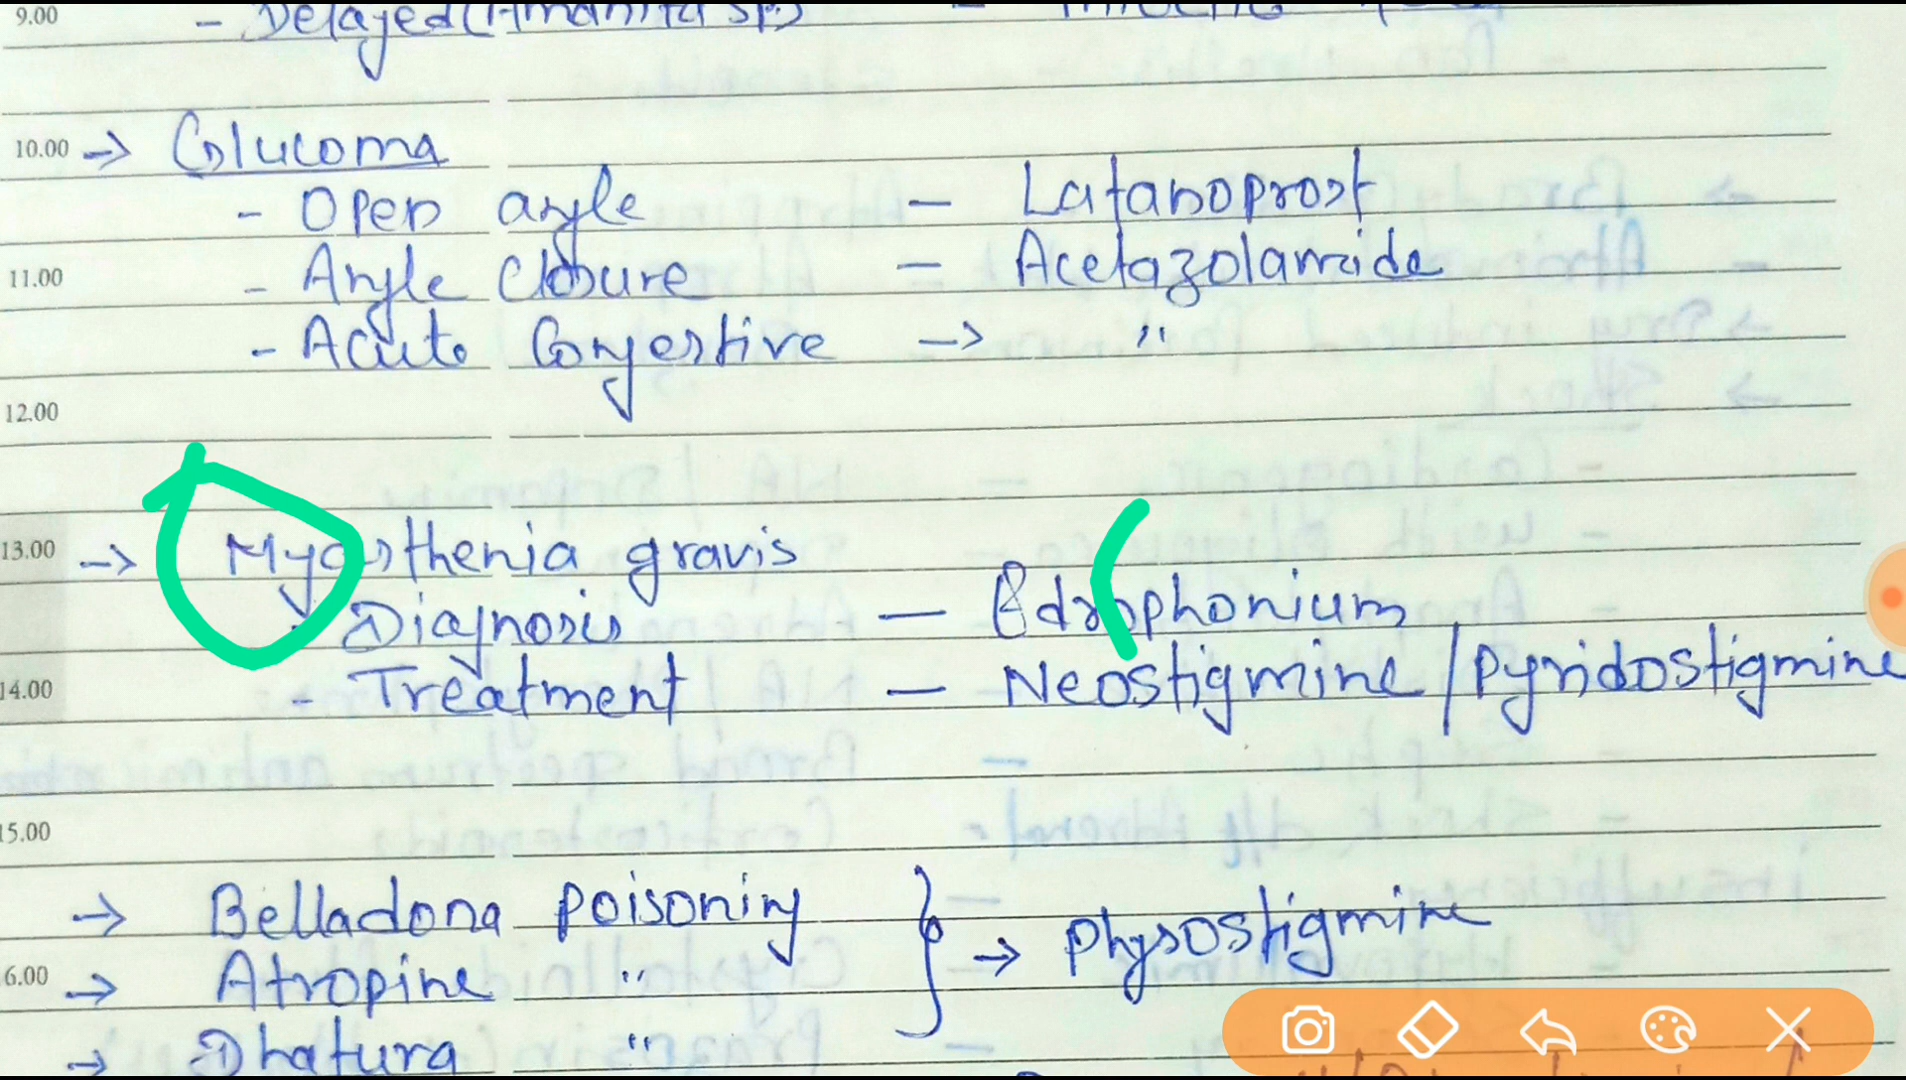 9.00 - Delayed (Amanita sp.) -
10.00 → Glucoma
- Open angle - Latanoprost
11.00 - Angle Closure - Acetazolamide
- Acute Congestive → "
12.00
13.00 → Myasthenia gravis
- Diagnosis - Edrophonium
14.00 - Treatment - Neostigmine / Pyridostigmine
15.00
→ Belladona poisoning
} → Physostigmine
6.00 → Atropine "
→ Dhatura "